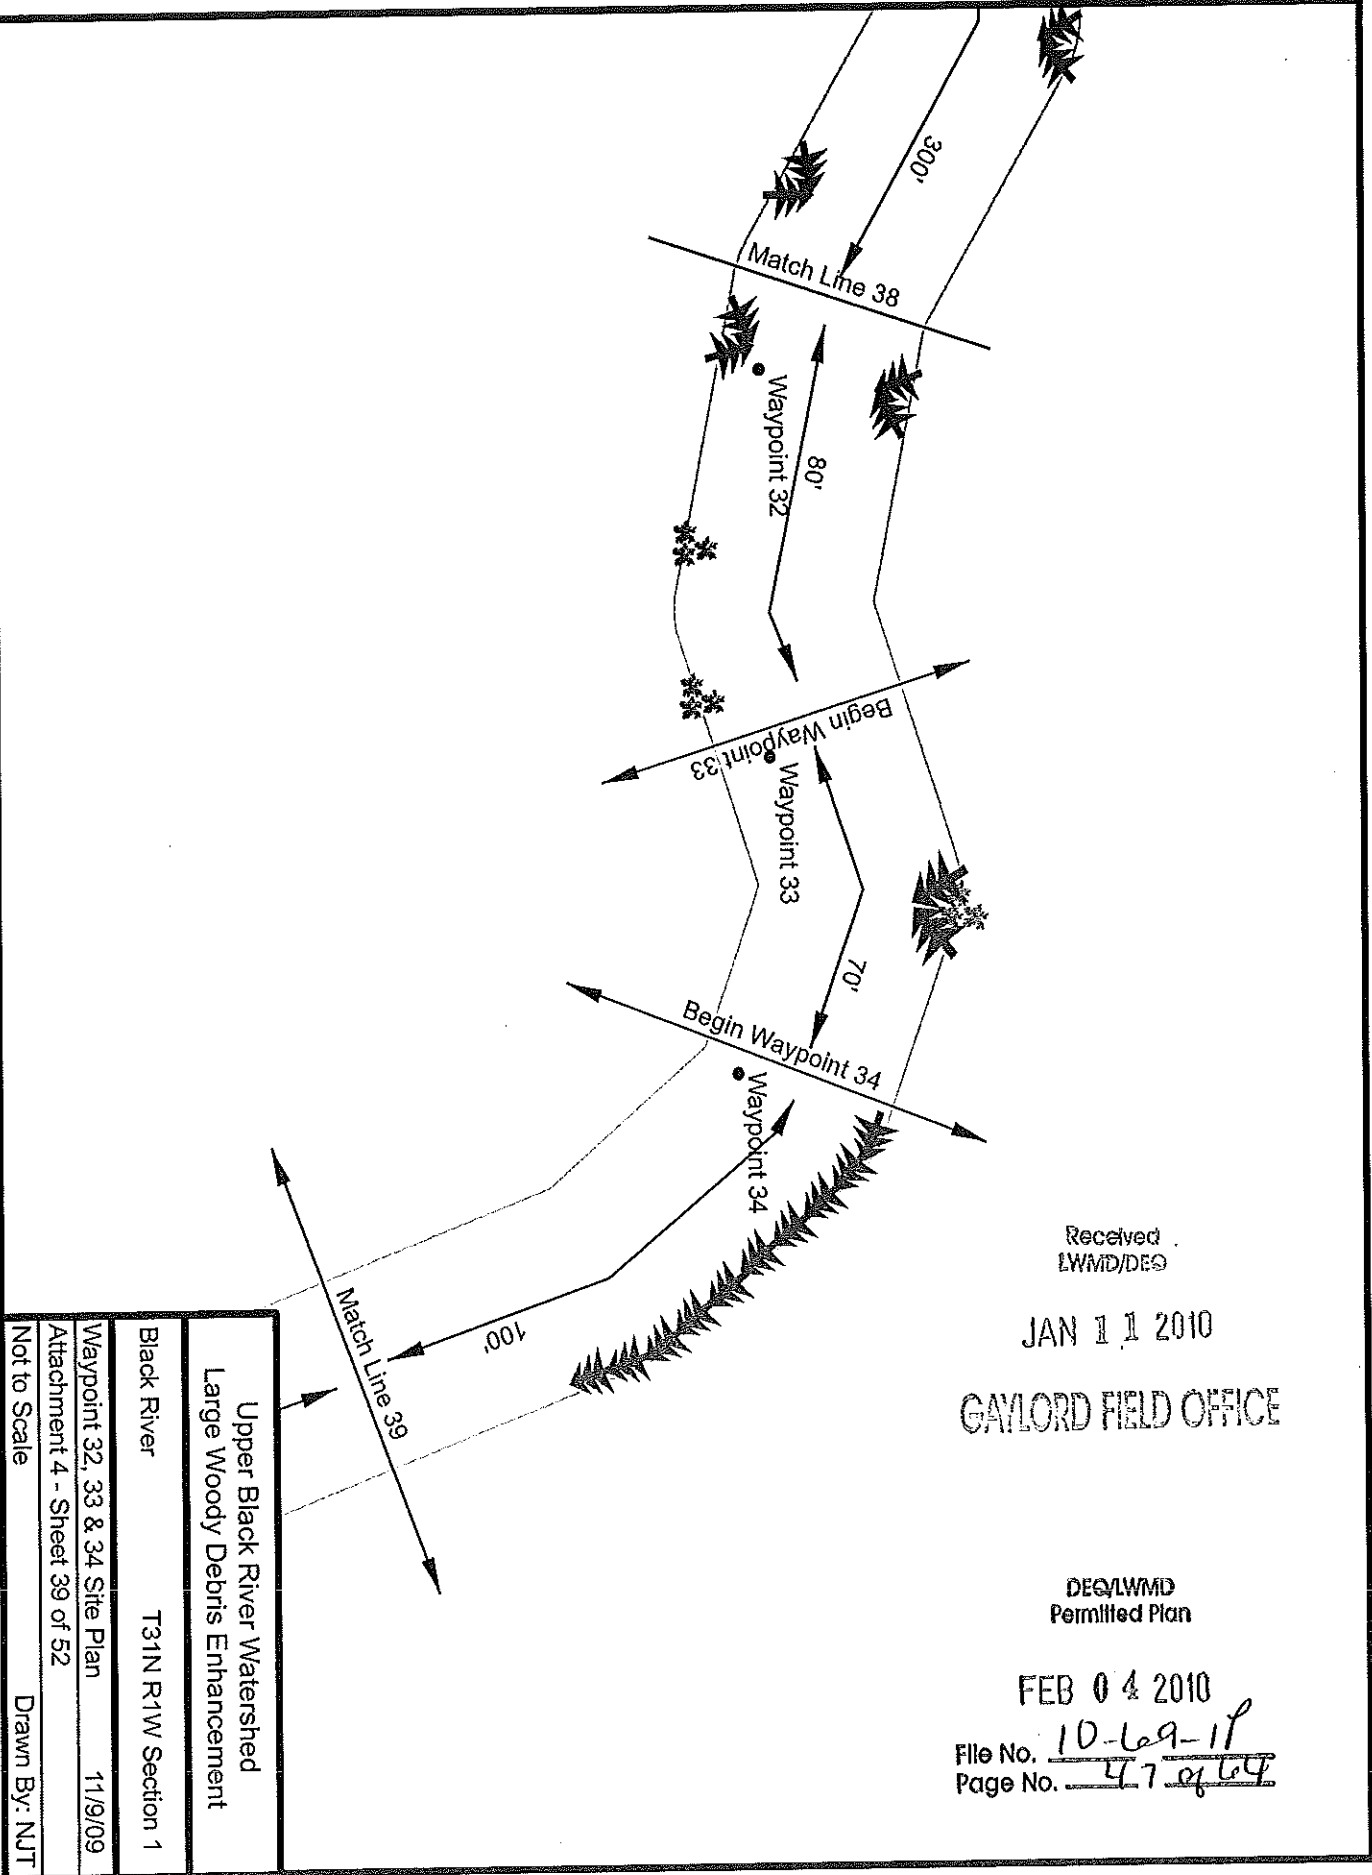 300'
Match Line 38
Waypoint 32
80'
Begin Waypoint 33
Waypoint 33
70'
Begin Waypoint 34
Waypoint 34
100'
Match Line 39
Received
LWMD/DEQ
JAN 11 2010
GAYLORD FIELD OFFICE
DEQ/LWMD
Permitted Plan
FEB 04 2010
File No. 10-69-1P
Page No. 47 of 64
Upper Black River Watershed
Large Woody Debris Enhancement
Black River T31N R1W Section 1
Waypoint 32, 33 & 34 Site Plan 11/9/09
Attachment 4 - Sheet 39 of 52
Not to Scale Drawn By: NJT